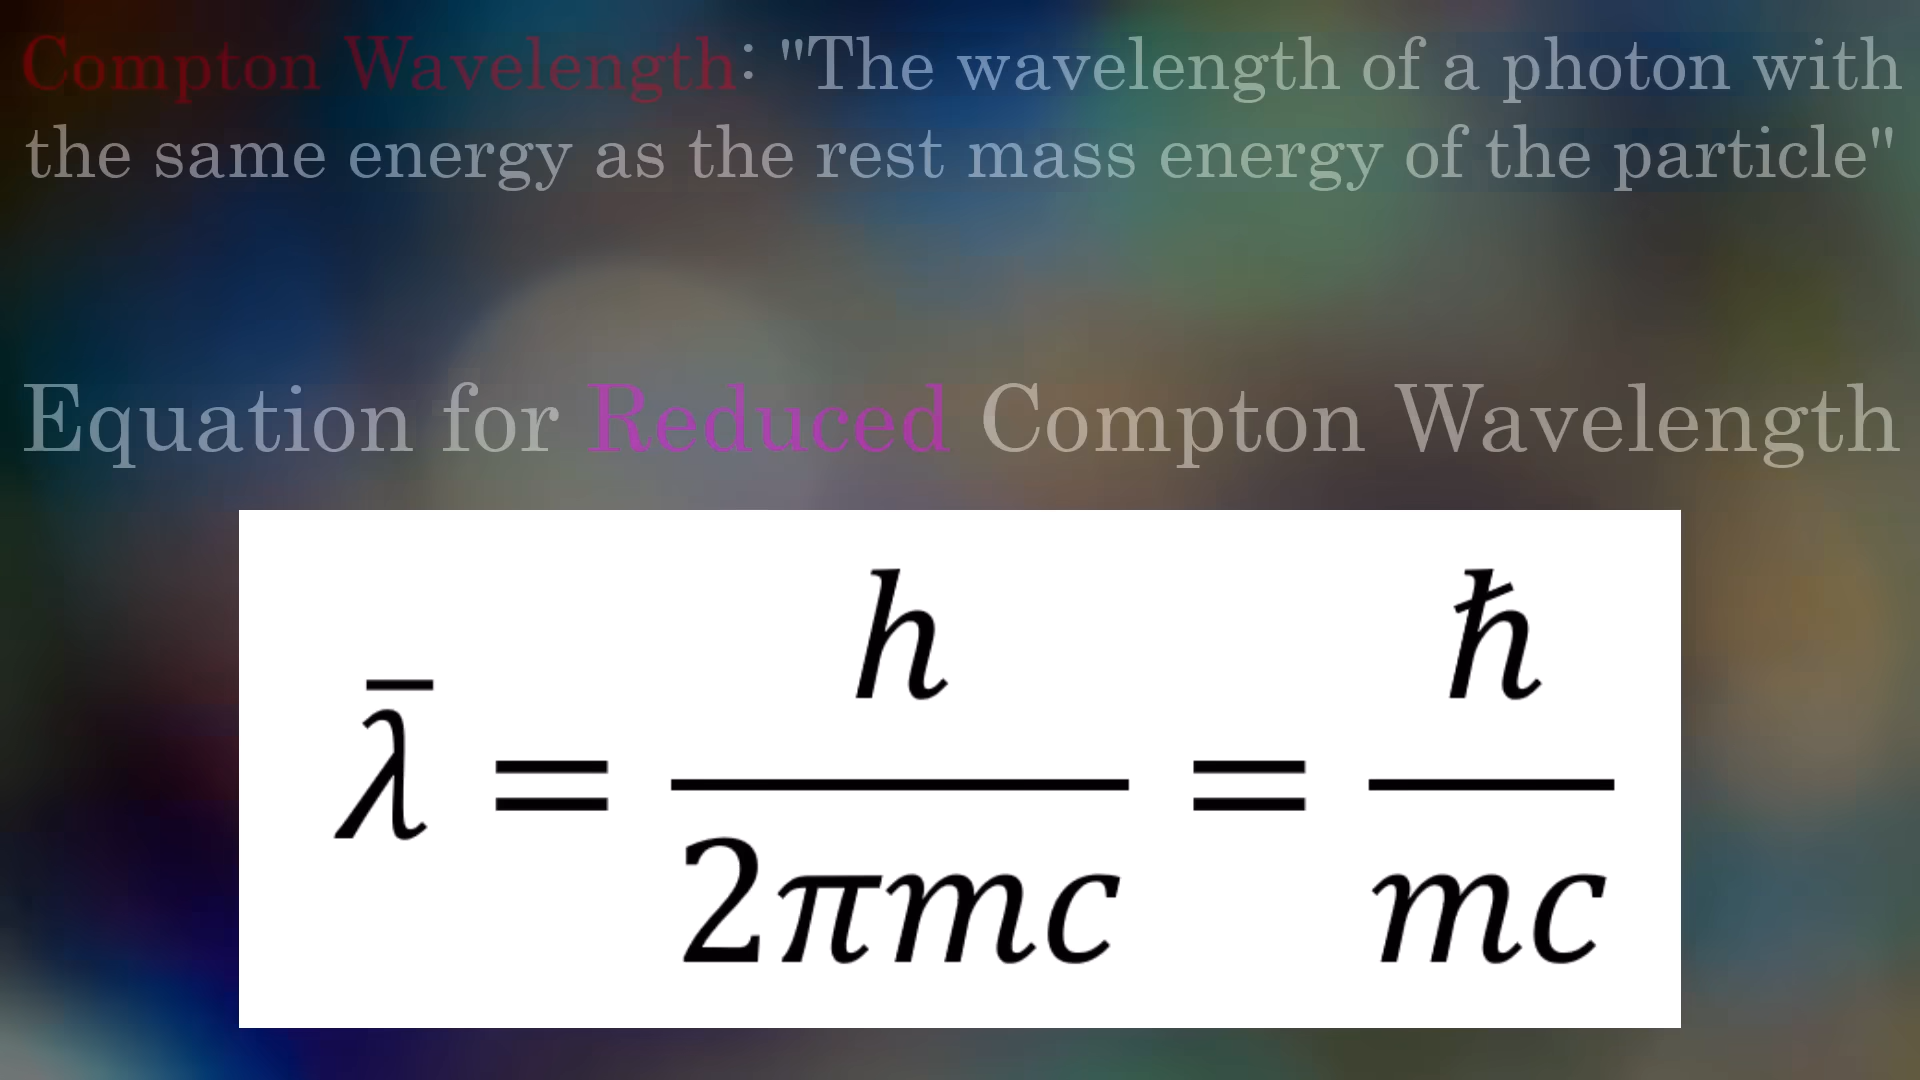 Compton Wavelength: "The wavelength of a photon with
the same energy as the rest mass energy of the particle"
Equation for Reduced Compton Wavelength
λ̄ = h / 2πmc = ħ / mc